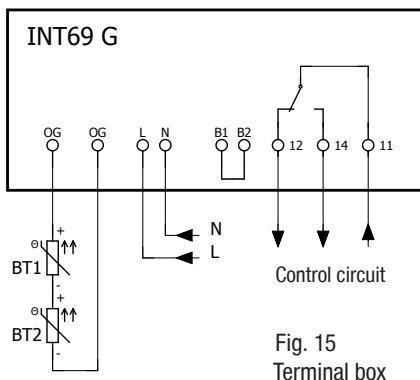 INT69 G
OG OG L N B1 B2
12 14 11
+
Θ
BT1
-
+
Θ
BT2
-
N
L
Control circuit
Fig. 15
Terminal box